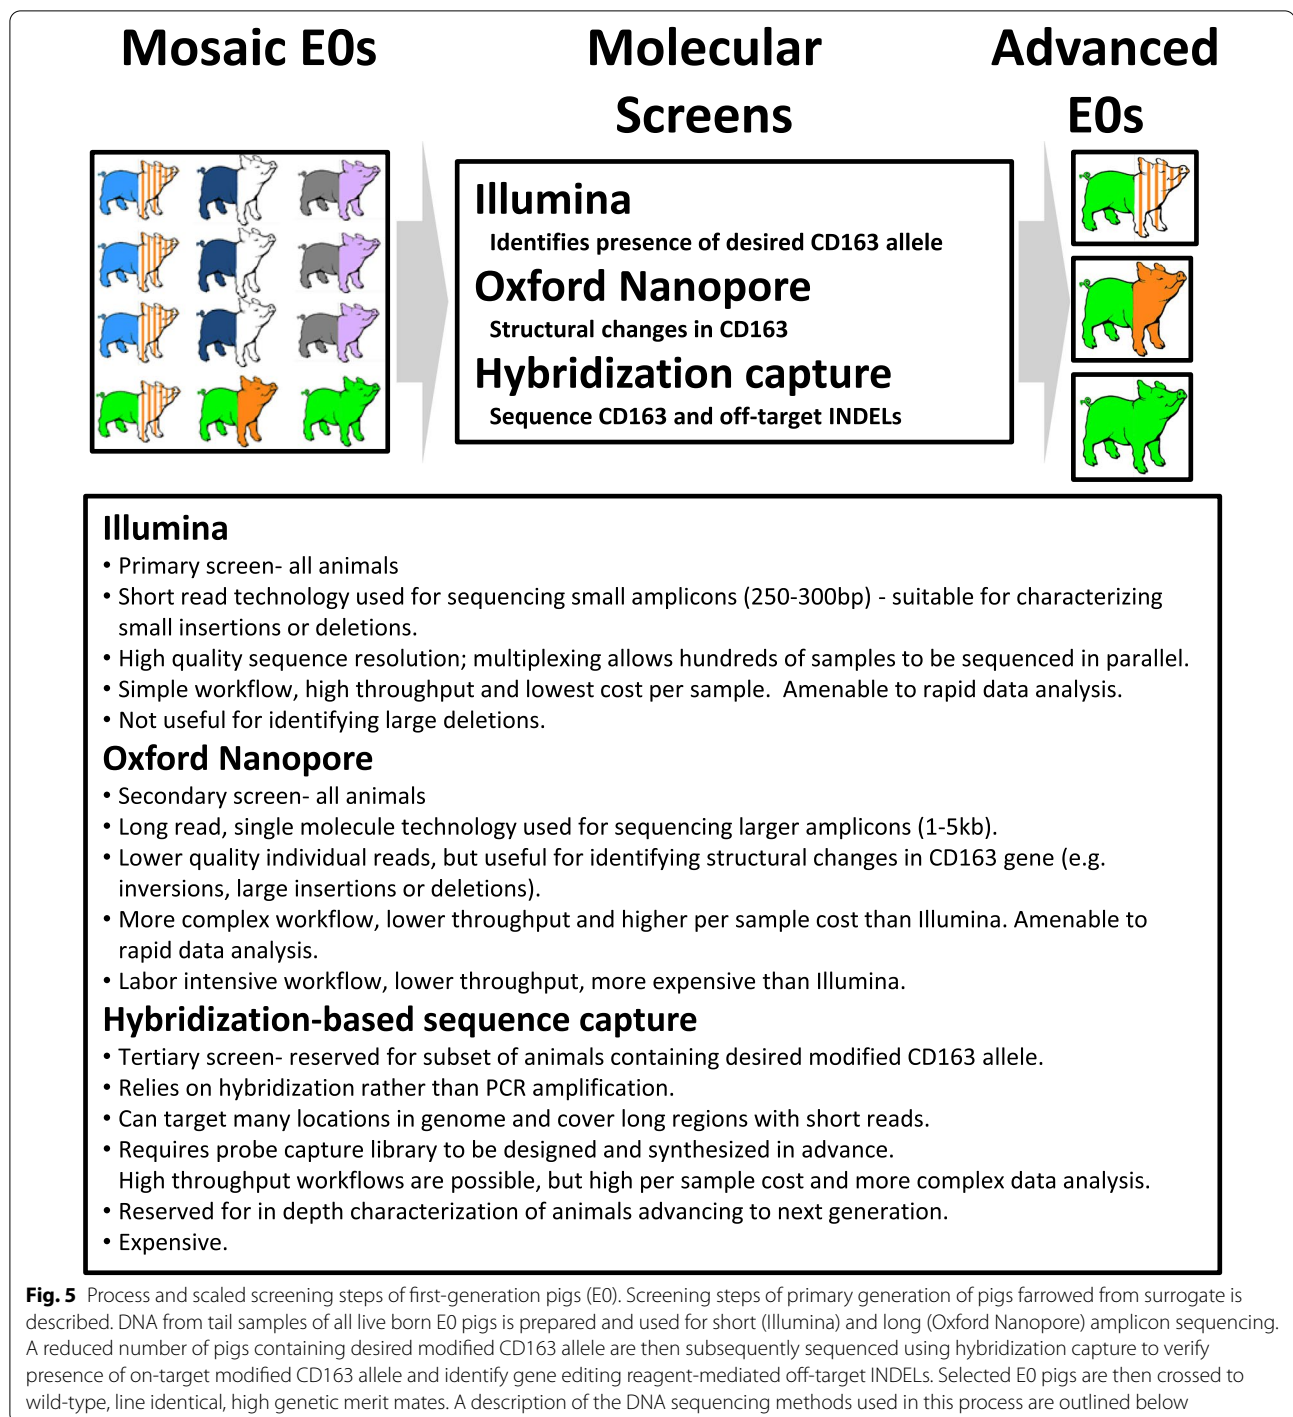 Mosaic E0s
Molecular
Screens
Advanced
E0s
Illumina
Identifies presence of desired CD163 allele
Oxford Nanopore
Structural changes in CD163
Hybridization capture
Sequence CD163 and off-target INDELs
Illumina
• Primary screen- all animals
• Short read technology used for sequencing small amplicons (250-300bp) - suitable for characterizing
small insertions or deletions.
• High quality sequence resolution; multiplexing allows hundreds of samples to be sequenced in parallel.
• Simple workflow, high throughput and lowest cost per sample.  Amenable to rapid data analysis.
• Not useful for identifying large deletions.
Oxford Nanopore
• Secondary screen- all animals
• Long read, single molecule technology used for sequencing larger amplicons (1-5kb).
• Lower quality individual reads, but useful for identifying structural changes in CD163 gene (e.g.
inversions, large insertions or deletions).
• More complex workflow, lower throughput and higher per sample cost than Illumina. Amenable to
rapid data analysis.
• Labor intensive workflow, lower throughput, more expensive than Illumina.
Hybridization-based sequence capture
• Tertiary screen- reserved for subset of animals containing desired modified CD163 allele.
• Relies on hybridization rather than PCR amplification.
• Can target many locations in genome and cover long regions with short reads.
• Requires probe capture library to be designed and synthesized in advance.
High throughput workflows are possible, but high per sample cost and more complex data analysis.
• Reserved for in depth characterization of animals advancing to next generation.
• Expensive.
Fig. 5 Process and scaled screening steps of first-generation pigs (E0). Screening steps of primary generation of pigs farrowed from surrogate is
described. DNA from tail samples of all live born E0 pigs is prepared and used for short (Illumina) and long (Oxford Nanopore) amplicon sequencing.
A reduced number of pigs containing desired modified CD163 allele are then subsequently sequenced using hybridization capture to verify
presence of on-target modified CD163 allele and identify gene editing reagent-mediated off-target INDELs. Selected E0 pigs are then crossed to
wild-type, line identical, high genetic merit mates. A description of the DNA sequencing methods used in this process are outlined below